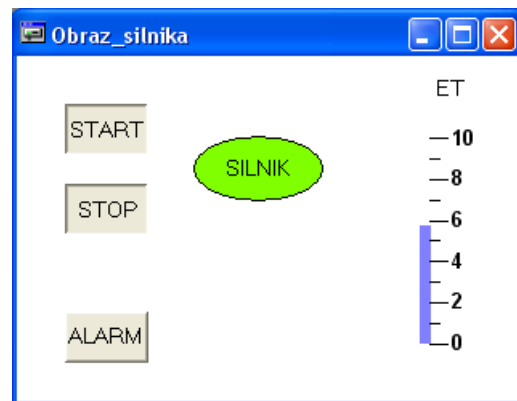 Obraz_silnika
ET
START
SILNIK
STOP
ALARM
10
8
6
4
2
0